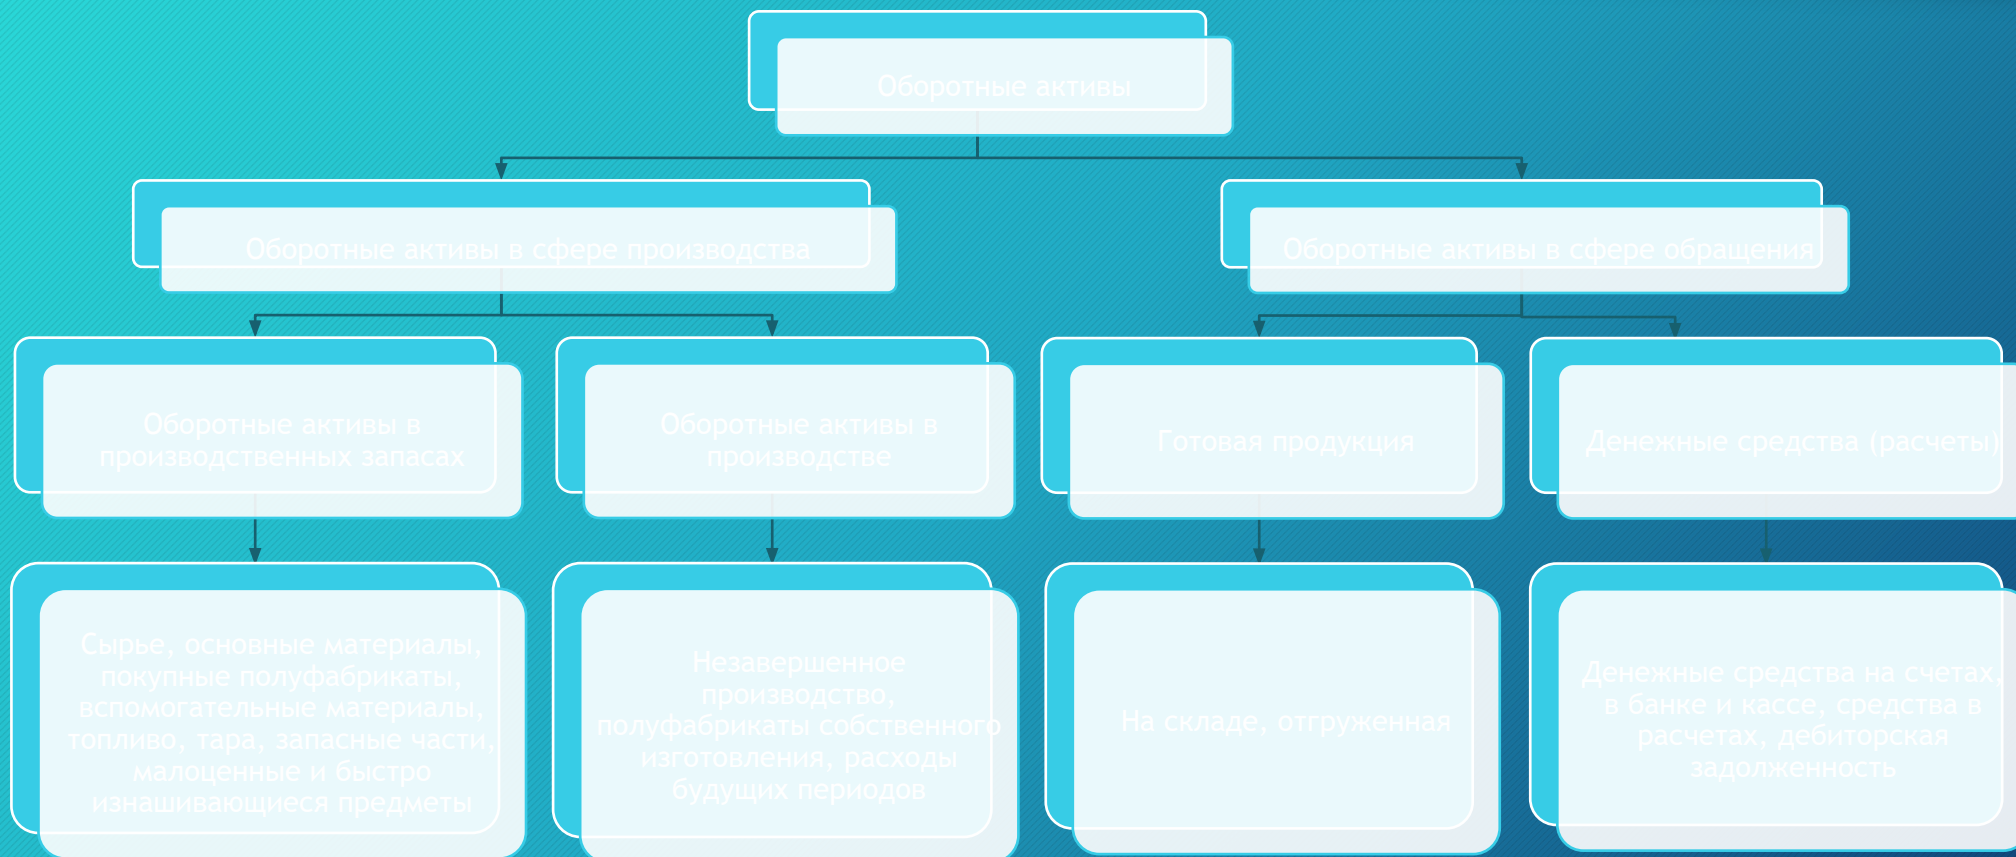 Оборотные активы
Оборотные активы в сфере производства
Оборотные активы в сфере обращения
Оборотные активы в
производственных запасах
Оборотные активы в
производстве
Готовая продукция
Денежные средства (расчеты)
Сырье, основные материалы,
покупные полуфабрикаты,
вспомогательные материалы,
топливо, тара, запасные части,
малоценные и быстро
изнашивающиеся предметы
Незавершенное
производство,
полуфабрикаты собственного
изготовления, расходы
будущих периодов
На складе, отгруженная
Денежные средства на счетах,
в банке и кассе, средства в
расчетах, дебиторская
задолженность